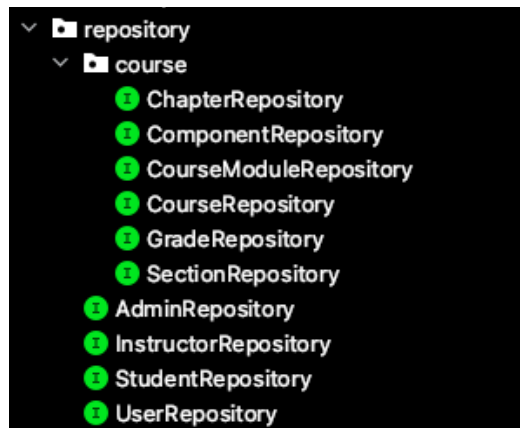 repository
course
ChapterRepository
ComponentRepository
CourseModuleRepository
CourseRepository
GradeRepository
SectionRepository
AdminRepository
InstructorRepository
StudentRepository
UserRepository